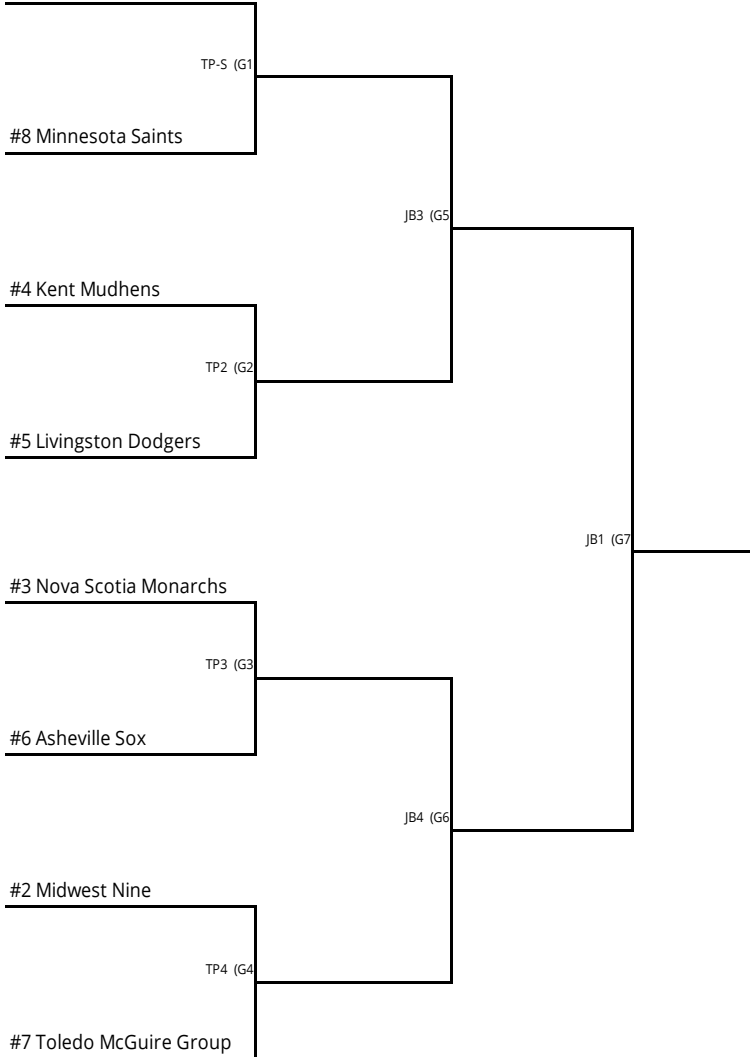 TP-S (G1
#8 Minnesota Saints
JB3 (G5
#4 Kent Mudhens
TP2 (G2
#5 Livingston Dodgers
JB1 (G7
#3 Nova Scotia Monarchs
TP3 (G3
#6 Asheville Sox
JB4 (G6
#2 Midwest Nine
TP4 (G4
#7 Toledo McGuire Group